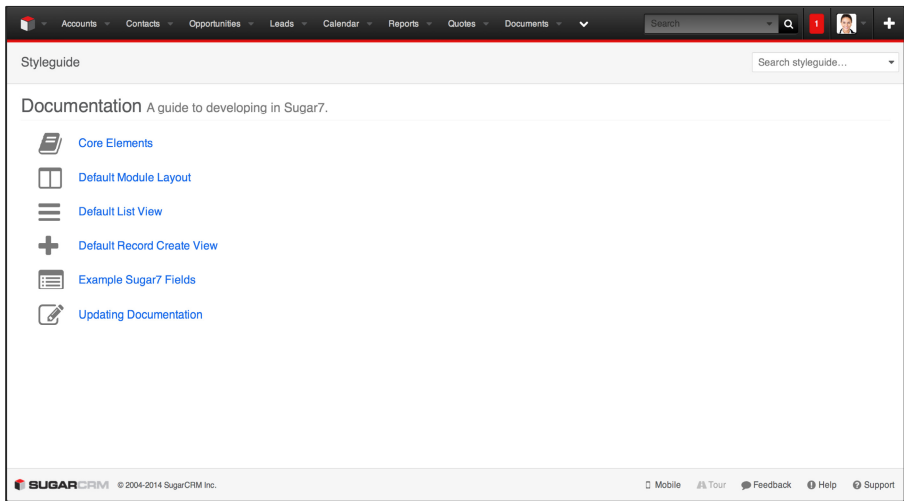 Accounts Contacts Opportunities Leads Calendar Reports Quotes Documents Search 1
Styleguide Search styleguide...
Documentation A guide to developing in Sugar7.
Core Elements
Default Module Layout
Default List View
Default Record Create View
Example Sugar7 Fields
Updating Documentation
SUGARCRM © 2004-2014 SugarCRM Inc. Mobile Tour Feedback Help Support